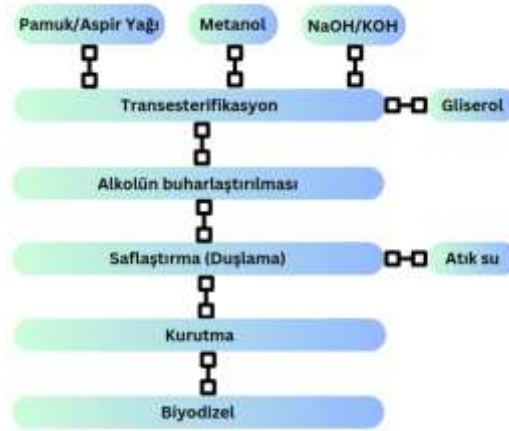 Pamuk/Aspir Yağı
Metanol
NaOH/KOH
Transesterifikasyon
Gliserol
Alkolün buharlaştırılması
Saflaştırma (Duşlama)
Atık su
Kurutma
Biyodizel